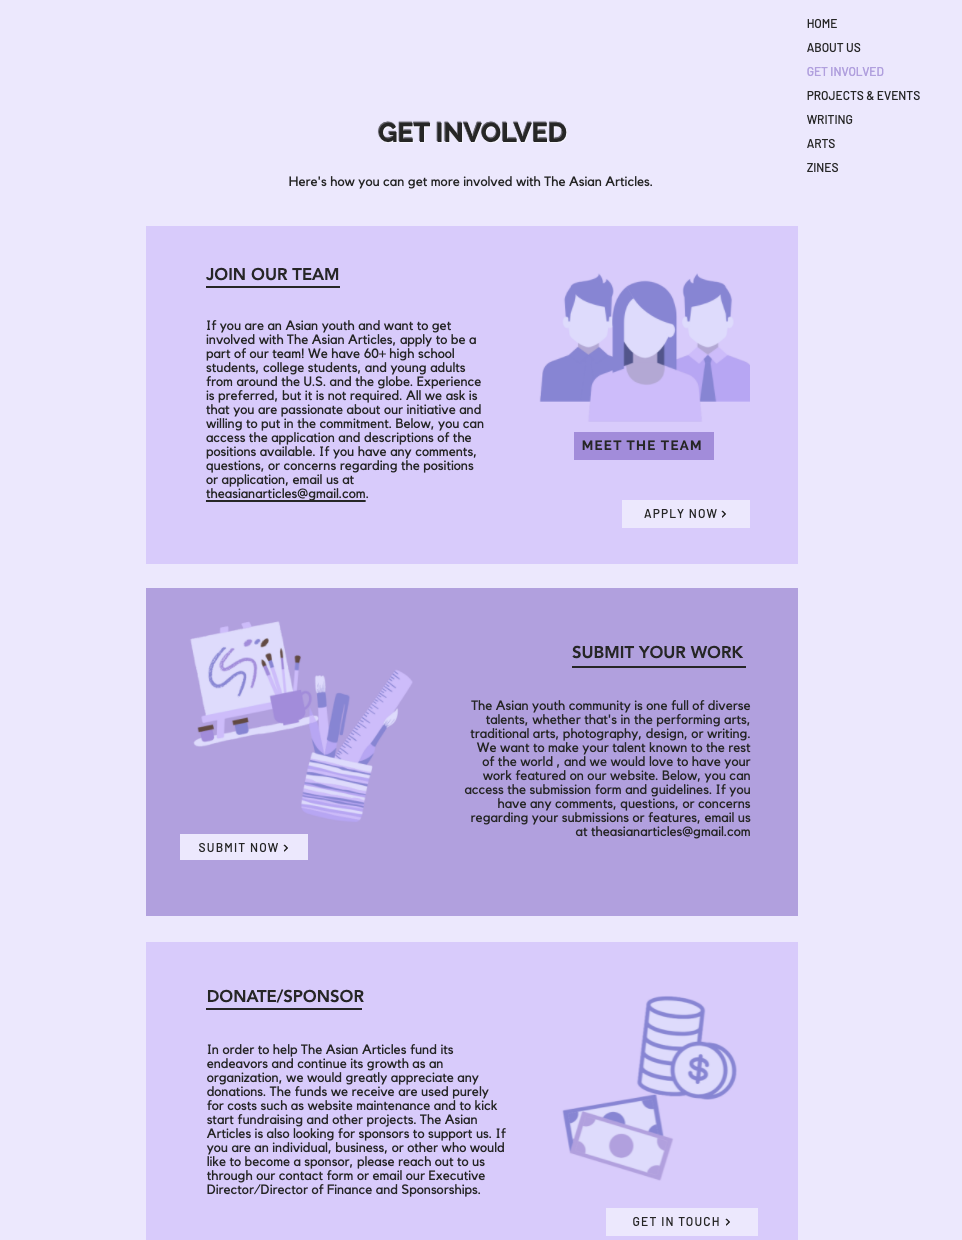 HOME
ABOUT US
GET INVOLVED
PROJECTS & EVENTS
WRITING
ARTS
ZINES
GET INVOLVED
Here's how you can get more involved with The Asian Articles.
JOIN OUR TEAM
If you are an Asian youth and want to get
involved with The Asian Articles, apply to be a
part of our team! We have 60+ high school
students, college students, and young adults
from around the U.S. and the globe. Experience
is preferred, but it is not required. All we ask is
that you are passionate about our initiative and
willing to put in the commitment. Below, you can
access the application and descriptions of the
positions available. If you have any comments,
questions, or concerns regarding the positions
or application, email us at
theasianarticles@gmail.com.
MEET THE TEAM
APPLY NOW >
SUBMIT YOUR WORK
The Asian youth community is one full of diverse
talents, whether that's in the performing arts,
traditional arts, photography, design, or writing.
We want to make your talent known to the rest
of the world , and we would love to have your
work featured on our website. Below, you can
access the submission form and guidelines. If you
have any comments, questions, or concerns
regarding your submissions or features, email us
at theasianarticles@gmail.com
SUBMIT NOW >
DONATE/SPONSOR
In order to help The Asian Articles fund its
endeavors and continue its growth as an
organization, we would greatly appreciate any
donations. The funds we receive are used purely
for costs such as website maintenance and to kick
start fundraising and other projects. The Asian
Articles is also looking for sponsors to support us. If
you are an individual, business, or other who would
like to become a sponsor, please reach out to us
through our contact form or email our Executive
Director/Director of Finance and Sponsorships.
$
GET IN TOUCH >